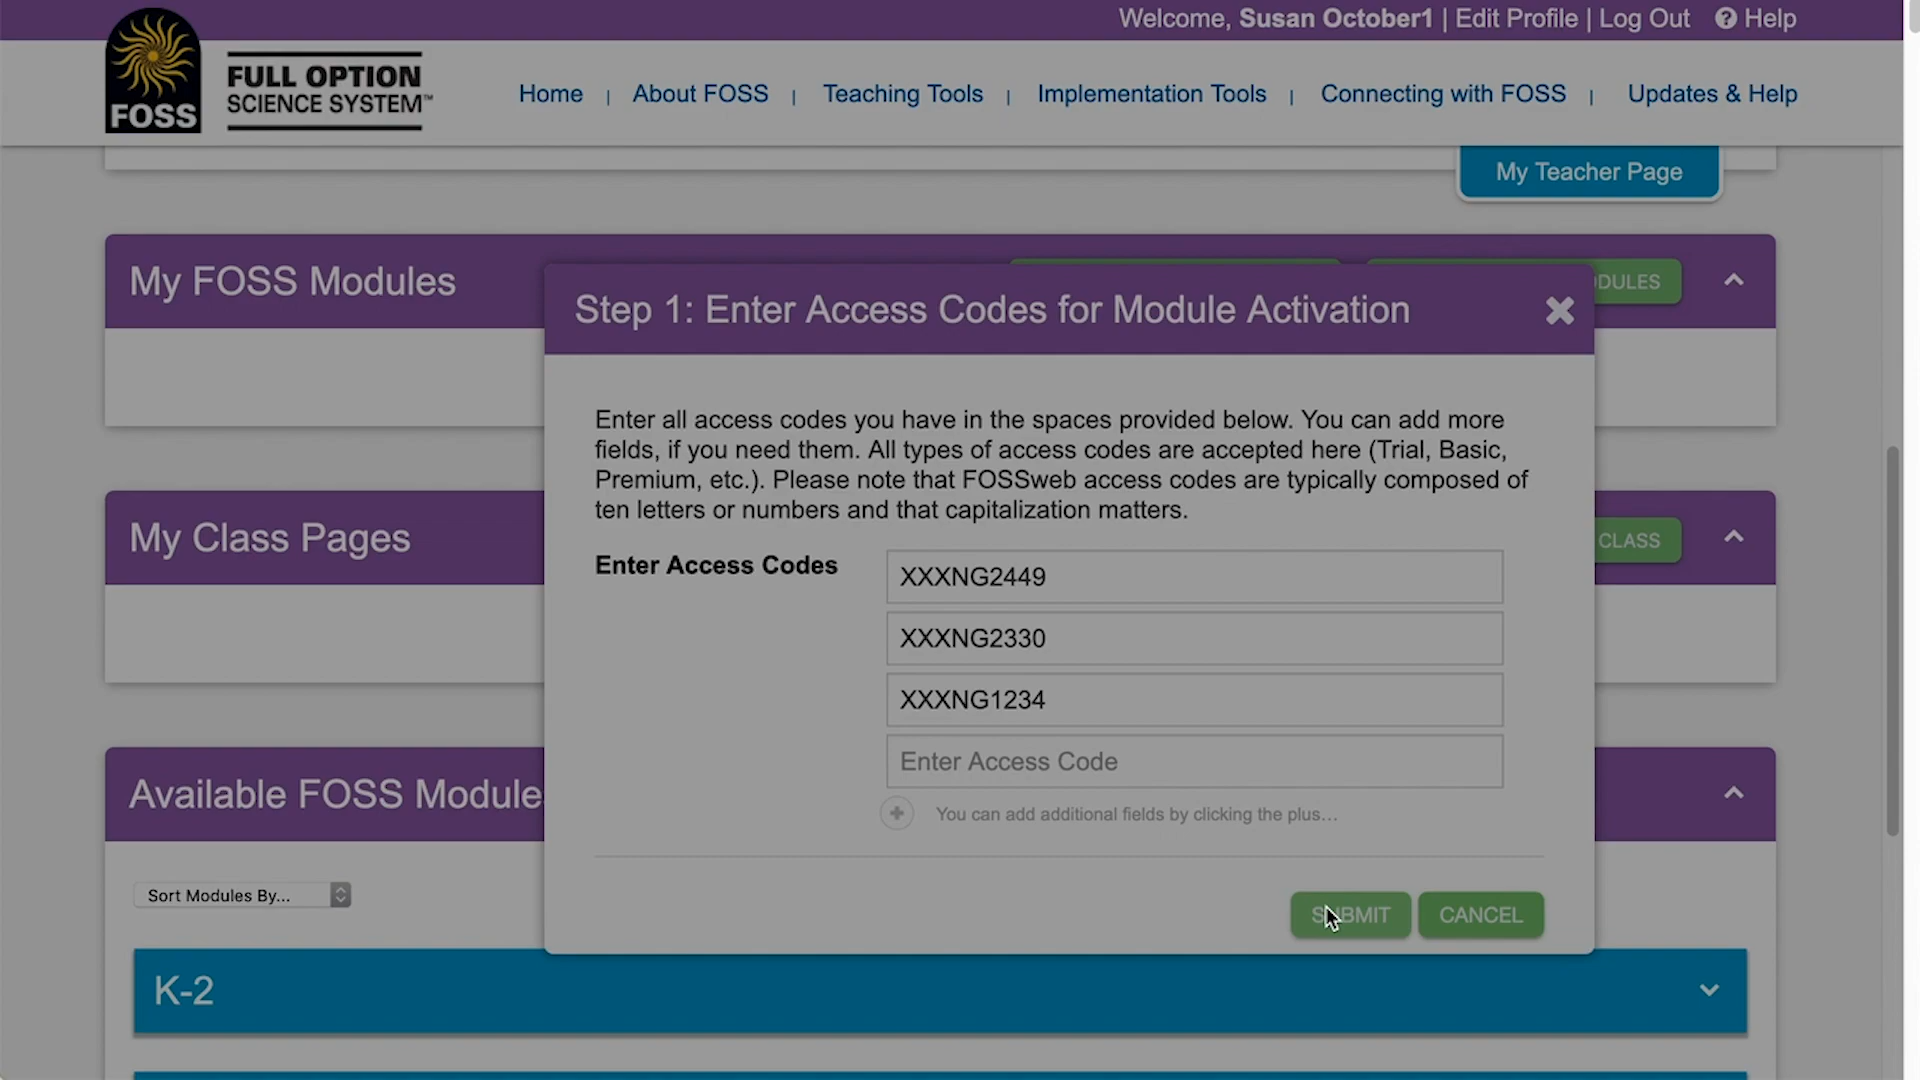 Welcome, Susan October1 | Edit Profile | Log Out ? Help
FOSS
FULL OPTION
SCIENCE SYSTEM™
Home | About FOSS | Teaching Tools | Implementation Tools | Connecting with FOSS | Updates & Help
My Teacher Page
My FOSS Modules
DULES
Step 1: Enter Access Codes for Module Activation
Enter all access codes you have in the spaces provided below. You can add more
fields, if you need them. All types of access codes are accepted here (Trial, Basic,
Premium, etc.). Please note that FOSSweb access codes are typically composed of
ten letters or numbers and that capitalization matters.
My Class Pages
CLASS
Enter Access Codes
XXXNG2449
XXXNG2330
XXXNG1234
Enter Access Code
You can add additional fields by clicking the plus...
Available FOSS Module
Sort Modules By...
SUBMIT
CANCEL
K-2